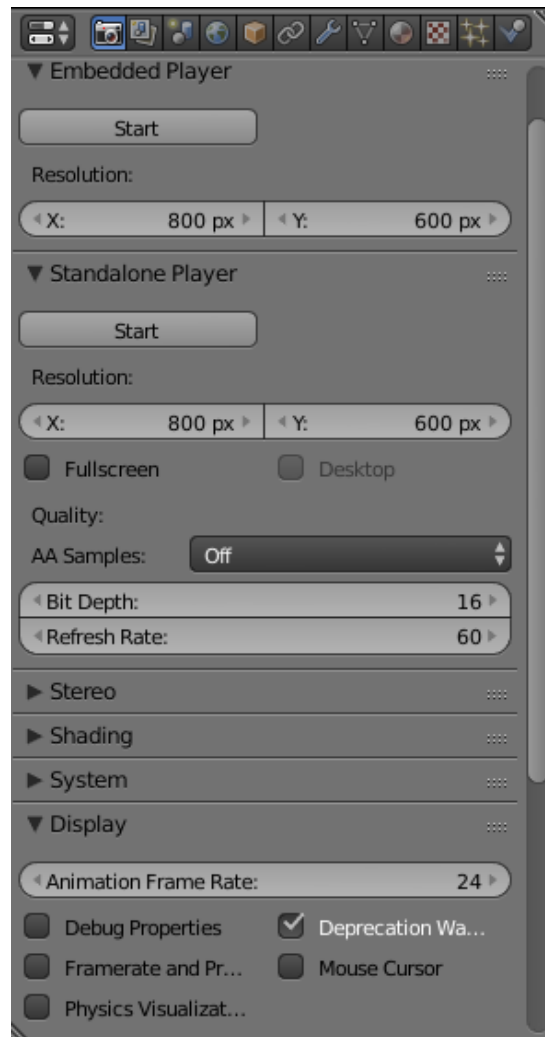 Embedded Player
Start
Resolution:
X: 800 px Y: 600 px
Standalone Player
Start
Resolution:
X: 800 px Y: 600 px
Fullscreen Desktop
Quality:
AA Samples: Off
Bit Depth: 16
Refresh Rate: 60
Stereo
Shading
System
Display
Animation Frame Rate: 24
Debug Properties Deprecation Wa...
Framerate and Pr... Mouse Cursor
Physics Visualizat...